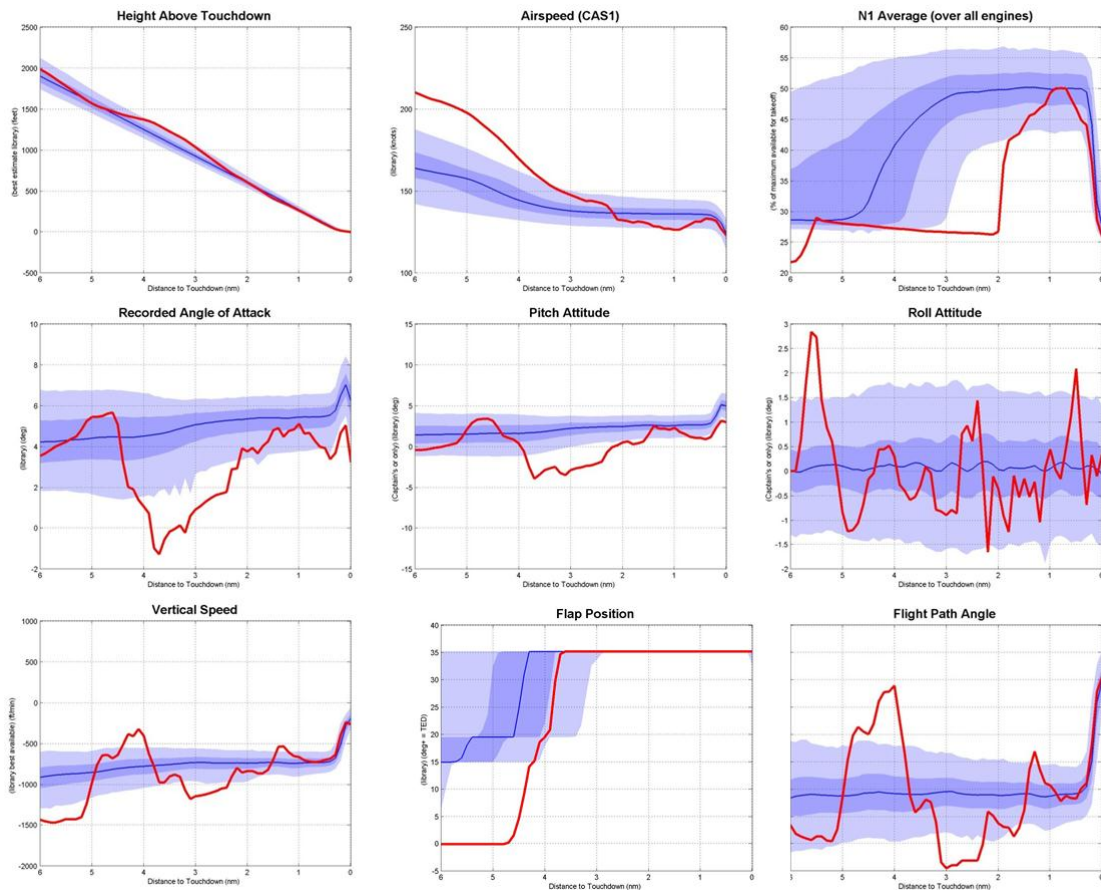 Height Above Touchdown
2500
2000
1500
1000
500
0
-500
6 5 4 3 2 1 0
Distance to Touchdown (nm)
(best estimate library) (feet)
Airspeed (CAS1)
250
200
150
100
6 5 4 3 2 1 0
Distance to Touchdown (nm)
(library) (knots)
N1 Average (over all engines)
60
55
50
45
40
35
30
25
20
6 5 4 3 2 1 0
Distance to Touchdown (nm)
(% of maximum available for takeoff)
Recorded Angle of Attack
10
8
6
4
2
0
-2
6 5 4 3 2 1 0
Distance to Touchdown (nm)
(library) (deg)
Pitch Attitude
15
10
5
0
-5
-10
-15
6 5 4 3 2 1 0
Distance to Touchdown (nm)
(Captain's or only) (library) (deg)
Roll Attitude
3
2.5
2
1.5
1
0.5
0
-0.5
-1
-1.5
-2
6 5 4 3 2 1 0
Distance to Touchdown (nm)
(Captain's or only) (library) (deg)
Vertical Speed
1000
500
0
-500
-1000
-1500
-2000
6 5 4 3 2 1 0
Distance to Touchdown (nm)
(library best available) (ft/min)
Flap Position
40
35
30
25
20
15
10
5
0
-5
6 5 4 3 2 1 0
Distance to Touchdown (nm)
(library) (deg+ = TED)
Flight Path Angle
6 5 4 3 2 1 0
Distance to Touchdown (nm)